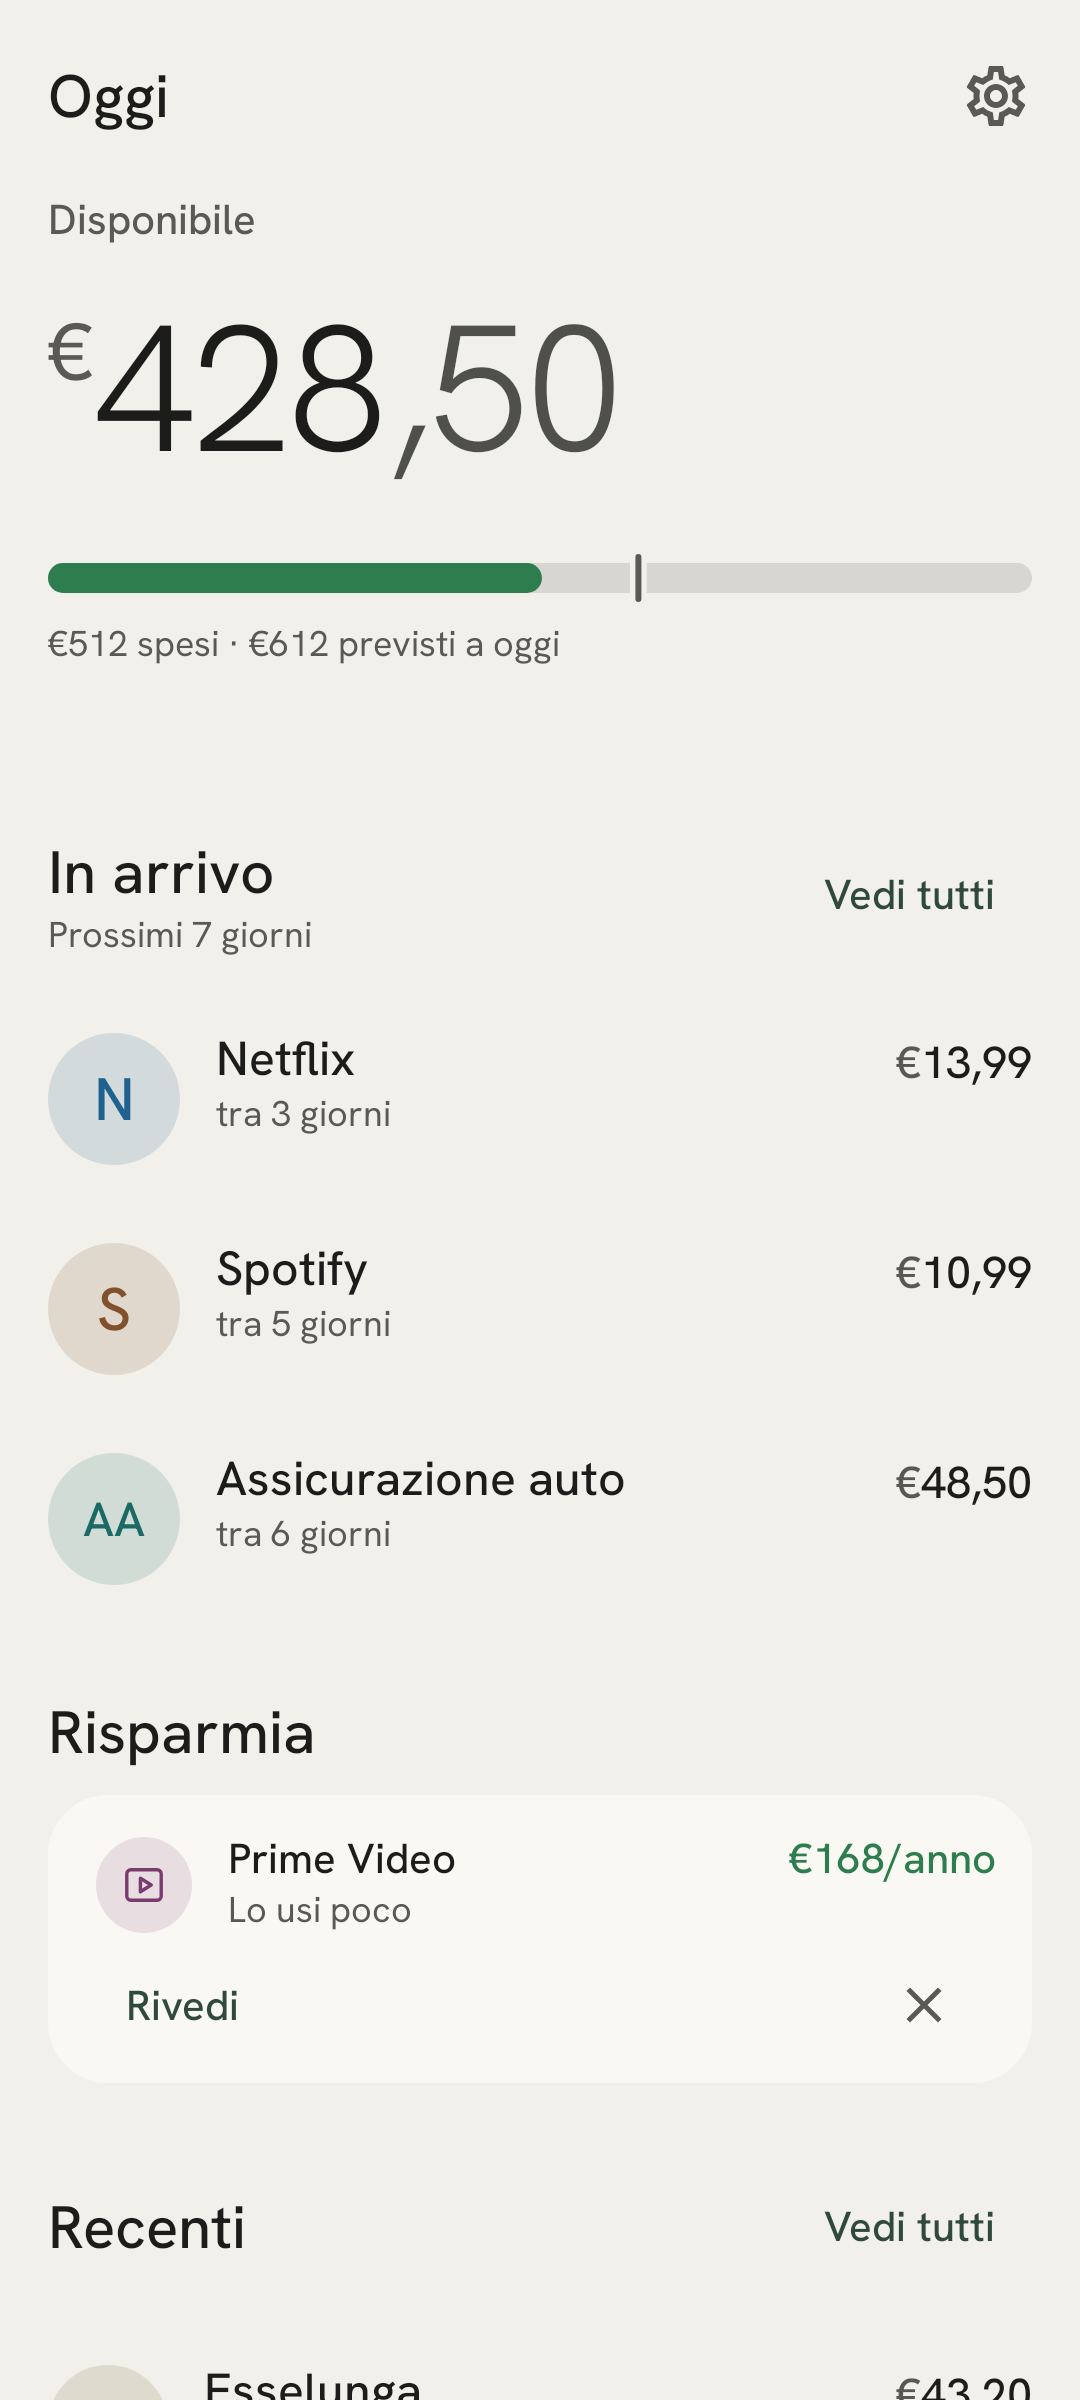 Oggi
Disponibile
€428,50
€512 spesi · €612 previsti a oggi
In arrivo
Vedi tutti
Prossimi 7 giorni
N
Netflix
€13,99
tra 3 giorni
S
Spotify
€10,99
tra 5 giorni
AA
Assicurazione auto
€48,50
tra 6 giorni
Risparmia
Prime Video
€168/anno
Lo usi poco
Rivedi
Recenti
Vedi tutti
Esselunga
€43,20